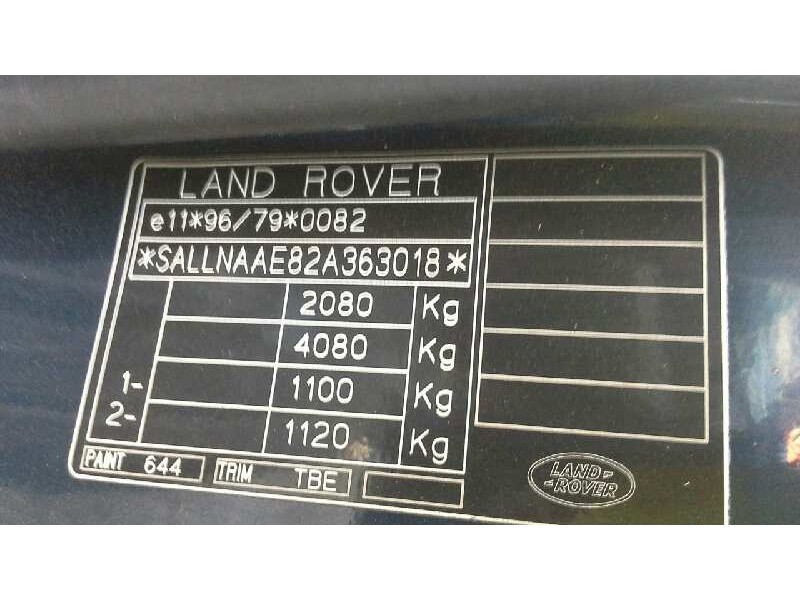 LAND ROVER
e11*96/79*0082
*SALLNAAE82A363018*
2080 Kg
4080 Kg
1- 1100 Kg
2- 1120 Kg
PAINT 644 TRIM TBE
LAND-
-ROVER